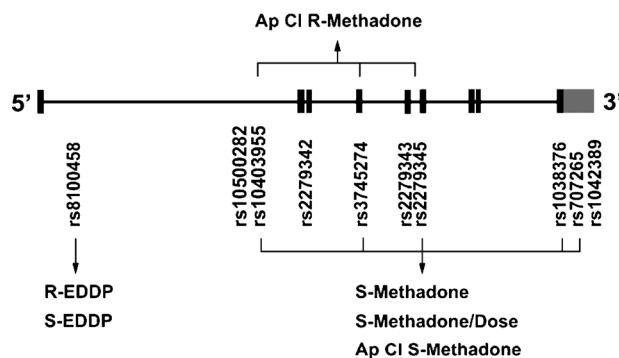 Ap Cl R-Methadone
5’ 3’
rs8100458
rs10500282
rs10403955
rs2279342
rs3745274
rs2279343
rs2279345
rs1038376
rs707265
rs1042389
R-EDDP
S-EDDP
S-Methadone
S-Methadone/Dose
Ap Cl S-Methadone